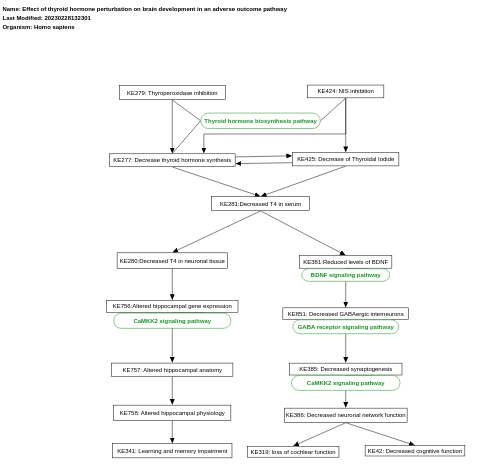 Name: Effect of thyroid hormone perturbation on brain development in an adverse outcome pathway
Last Modified: 20230228132301
Organism: Homo sapiens
KE279: Thyroperoxidase inhibition
KE424: NIS inhibition
Thyroid hormone biosynthesis pathway
KE277: Decrease thyroid hormone synthesis
KE425: Decrease of Thyroidal Iodide
KE281:Decreased T4 in serum
KE280:Decreased T4 in neuronal tissue
KE381:Reduced levels of BDNF
BDNF signaling pathway
KE756:Altered hippocampal gene expression
CaMKK2 signaling pathway
KE851: Decreased GABAergic interneurons
GABA receptor signaling pathway
KE757: Altered hippocampal anatomy
KE385: Decreased synaptogenesis
CaMKK2 signaling pathway
KE758: Altered hippocampal physiology
KE386: Decreased neuronal network function
KE341: Learning and memory impairment
KE319: loss of cochlear function
KE42: Decreased cognitive function